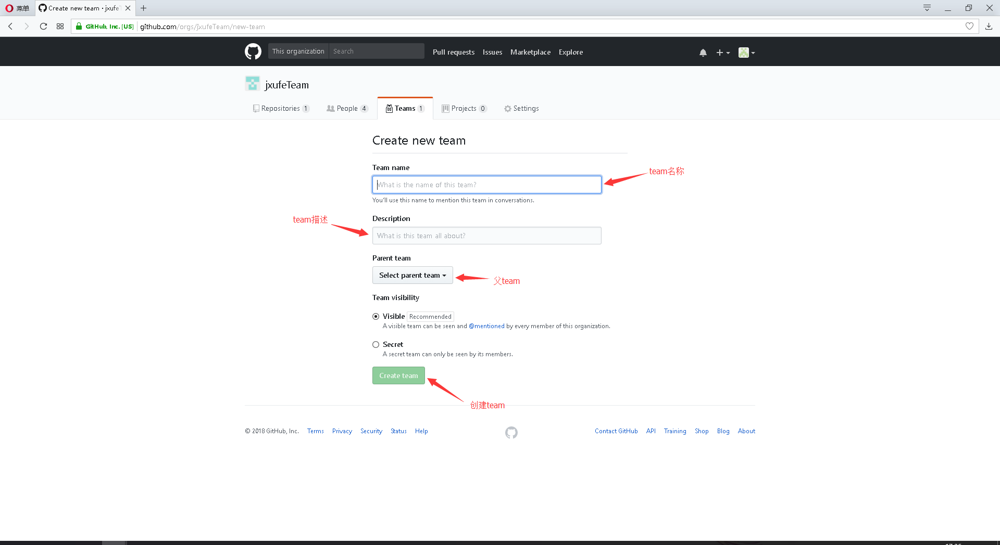 菜单
Create new team · jxufeT
GitHub, Inc. [US]
github.com/orgs/jxufeTeam/new-team
This organization
Search
Pull requests
Issues
Marketplace
Explore
jxufeTeam
Repositories 1
People 4
Teams 1
Projects 0
Settings
Create new team
Team name
team名称
What is the name of this team?
You'll use this name to mention this team in conversations.
team描述
Description
What is this team all about?
Parent team
Select parent team
父team
Team visibility
Visible Recommended
A visible team can be seen and @mentioned by every member of this organization.
Secret
A secret team can only be seen by its members.
Create team
创建team
© 2018 GitHub, Inc.
Terms
Privacy
Security
Status
Help
Contact GitHub
API
Training
Shop
Blog
About